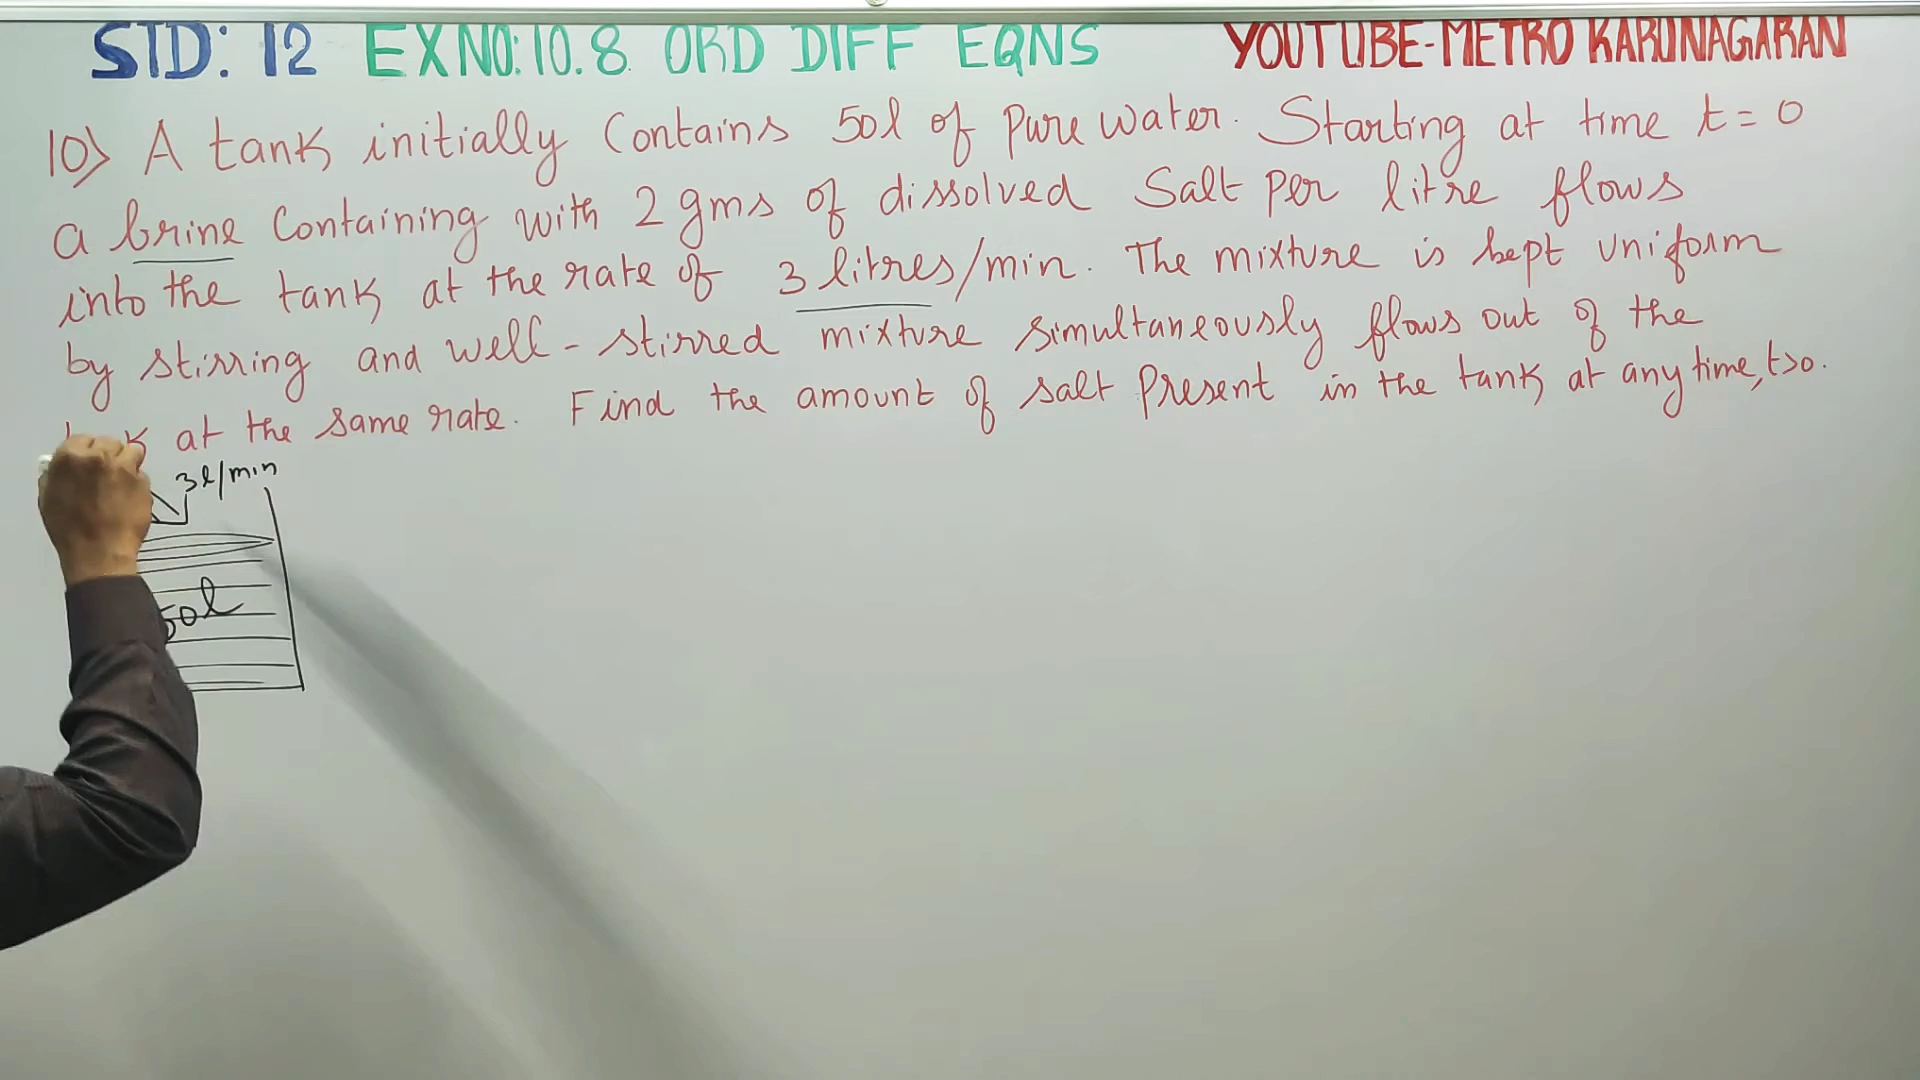 STD: 12 EXNO:10.8 ORD DIFF EQNS YOUTUBE-METRO KARUNAGARAN
10) A tank initially Contains 50l of pure water. Starting at time t = 0
a brine Containing with 2 gms of dissolved Salt per litre flows
into the tank at the rate of 3 litres/min. The mixture is kept uniform
by stirring and well-stirred mixture simultaneously flows out of the
at the same rate. Find the amount of salt present in the tank at any time, t>0.
3l/min
50l